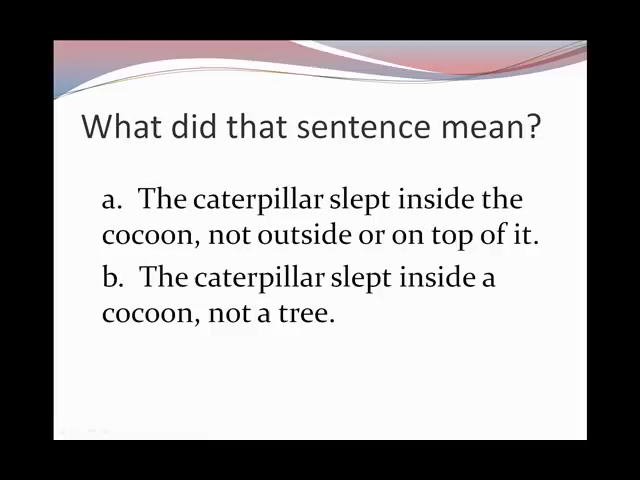 What did that sentence mean?
a. The caterpillar slept inside the
cocoon, not outside or on top of it.
b. The caterpillar slept inside a
cocoon, not a tree.